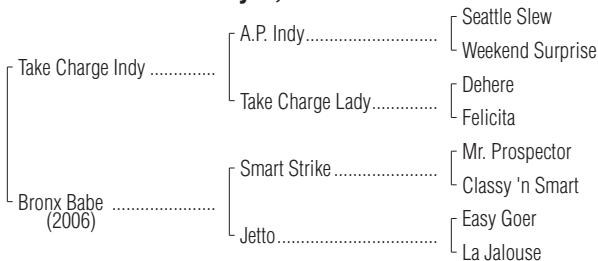 Seattle Slew
A.P. Indy
Weekend Surprise
Take Charge Indy
Dehere
Take Charge Lady
Felicita
Mr. Prospector
Smart Strike
Classy 'n Smart
Bronx Babe
(2006)
Easy Goer
Jetto
La Jalouse